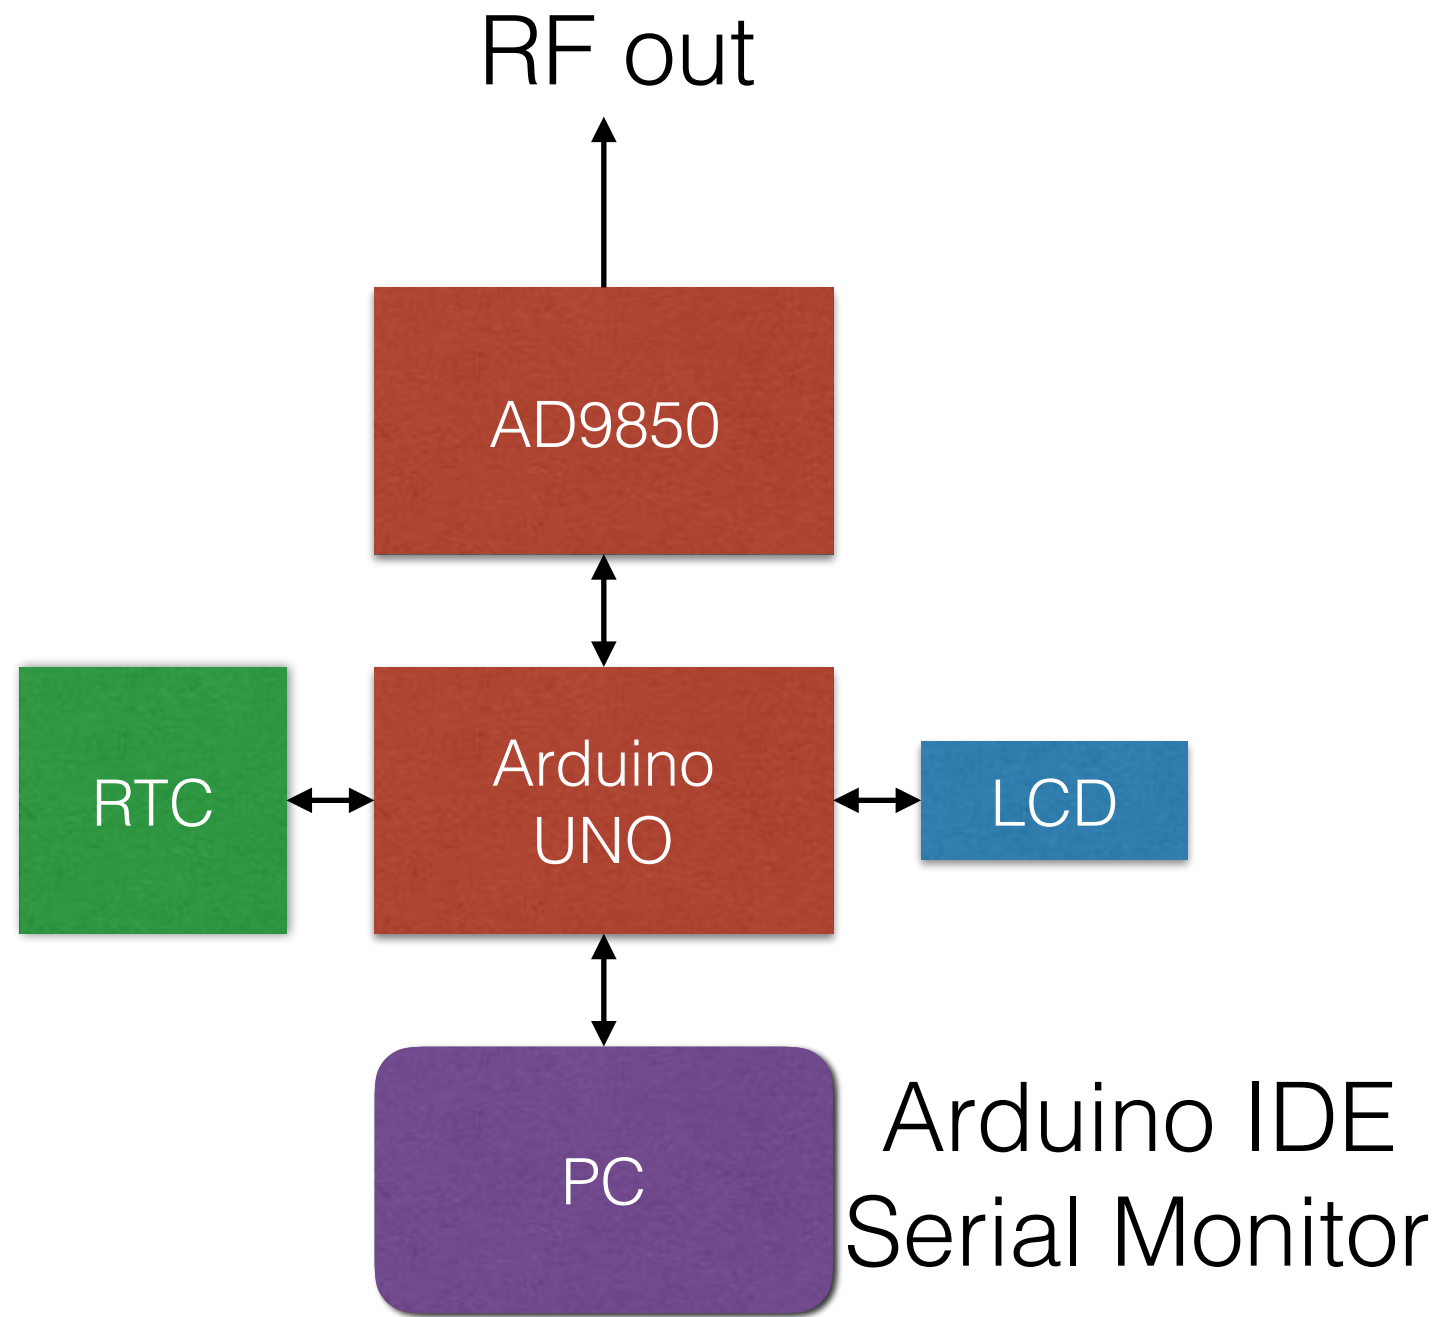 RF out
AD9850
RTC
Arduino
UNO
LCD
PC
Arduino IDE
Serial Monitor